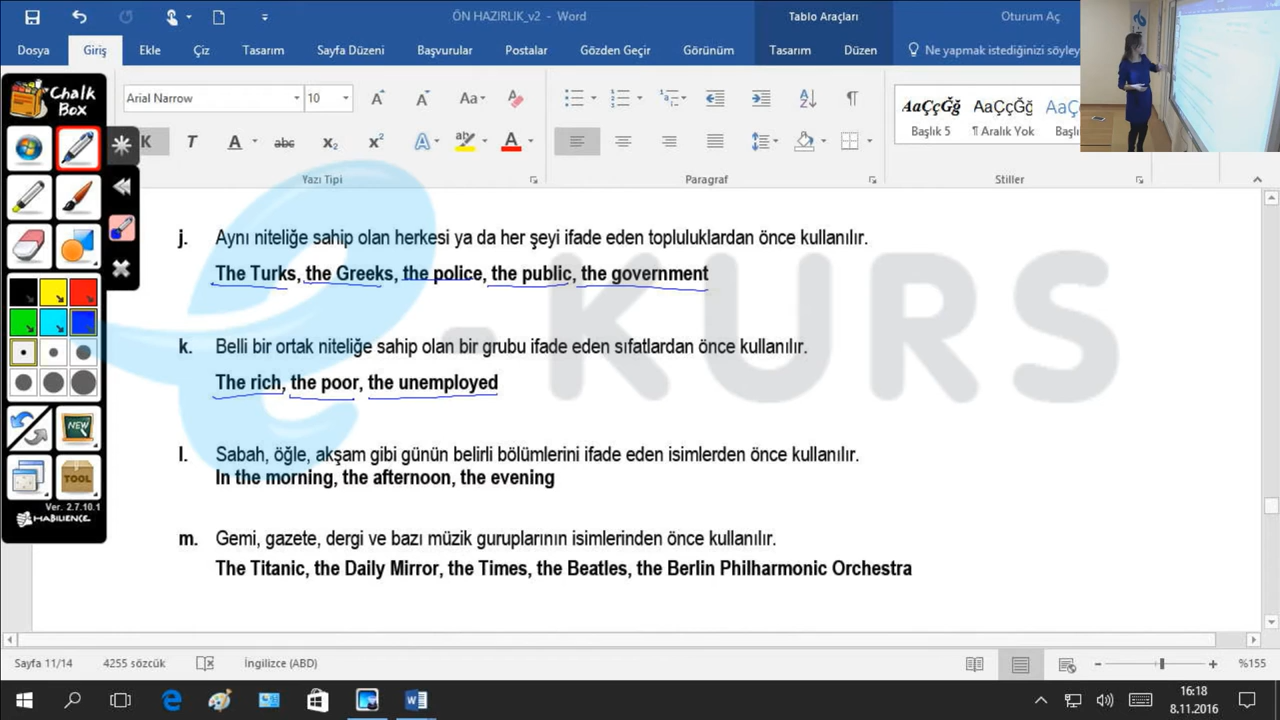 ÖN HAZIRLIK_v2 - Word
Tablo Araçları
Oturum Aç
Dosya
Giriş
Ekle
Çiz
Tasarım
Sayfa Düzeni
Başvurular
Postalar
Gözden Geçir
Görünüm
Tasarım
Düzen
Ne yapmak istediğinizi söyley
Chalk
Box
Arial Narrow
10
Aa
AaÇçĞğ
AaÇçĞğ
AaÇ
K
T
A
abc
x₂
x²
A
ab
A
Başlık 5
¶ Aralık Yok
Başlı
Yazı Tipi
Paragraf
Stiller
j. Aynı niteliğe sahip olan herkesi ya da her şeyi ifade eden topluluklardan önce kullanılır.
The Turks, the Greeks, the police, the public, the government
k. Belli bir ortak niteliğe sahip olan bir grubu ifade eden sıfatlardan önce kullanılır.
The rich, the poor, the unemployed
l. Sabah, öğle, akşam gibi günün belirli bölümlerini ifade eden isimlerden önce kullanılır.
In the morning, the afternoon, the evening
m. Gemi, gazete, dergi ve bazı müzik guruplarının isimlerinden önce kullanılır.
The Titanic, the Daily Mirror, the Times, the Beatles, the Berlin Philharmonic Orchestra
e-KURS
NEW
TOOL
Ver. 2.7.10.1
HABILIENCE
Sayfa 11/14
4255 sözcük
İngilizce (ABD)
%155
16:18
8.11.2016